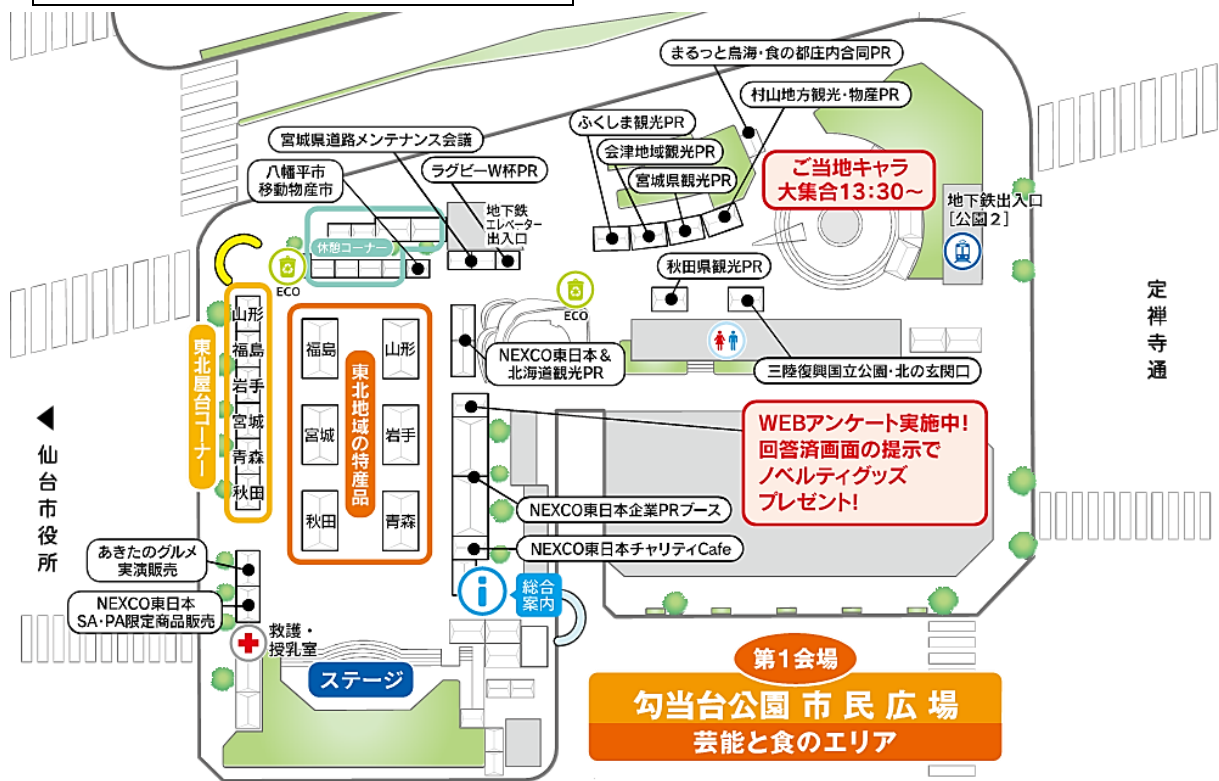 まるっと鳥海・食の都庄内合同PR
村山地方観光・物産PR
ふくしま観光PR
会津地域観光PR
宮城県観光PR
宮城県道路メンテナンス会議
八幡平市
移動物産市
ラグビーW杯PR
ご当地キャラ
大集合13:30～
地下鉄出入口
[公園2]
地下鉄
エレベーター
出入口
休憩コーナー
ECO
秋田県観光PR
ECO
定禅寺通
山形
福島
岩手
宮城
青森
秋田
東北屋台コーナー
福島
山形
宮城
岩手
秋田
青森
東北地域の特産品
NEXCO東日本＆
北海道観光PR
三陸復興国立公園・北の玄関口
WEBアンケート実施中!
回答済画面の提示で
ノベルティグッズ
プレゼント!
◀仙台市役所
NEXCO東日本企業PRブース
NEXCO東日本チャリティCafe
あきたのグルメ
実演販売
NEXCO東日本
SA・PA限定商品販売
i
総合
案内
救護・
授乳室
ステージ
第1会場
勾当台公園 市民広場
芸能と食のエリア